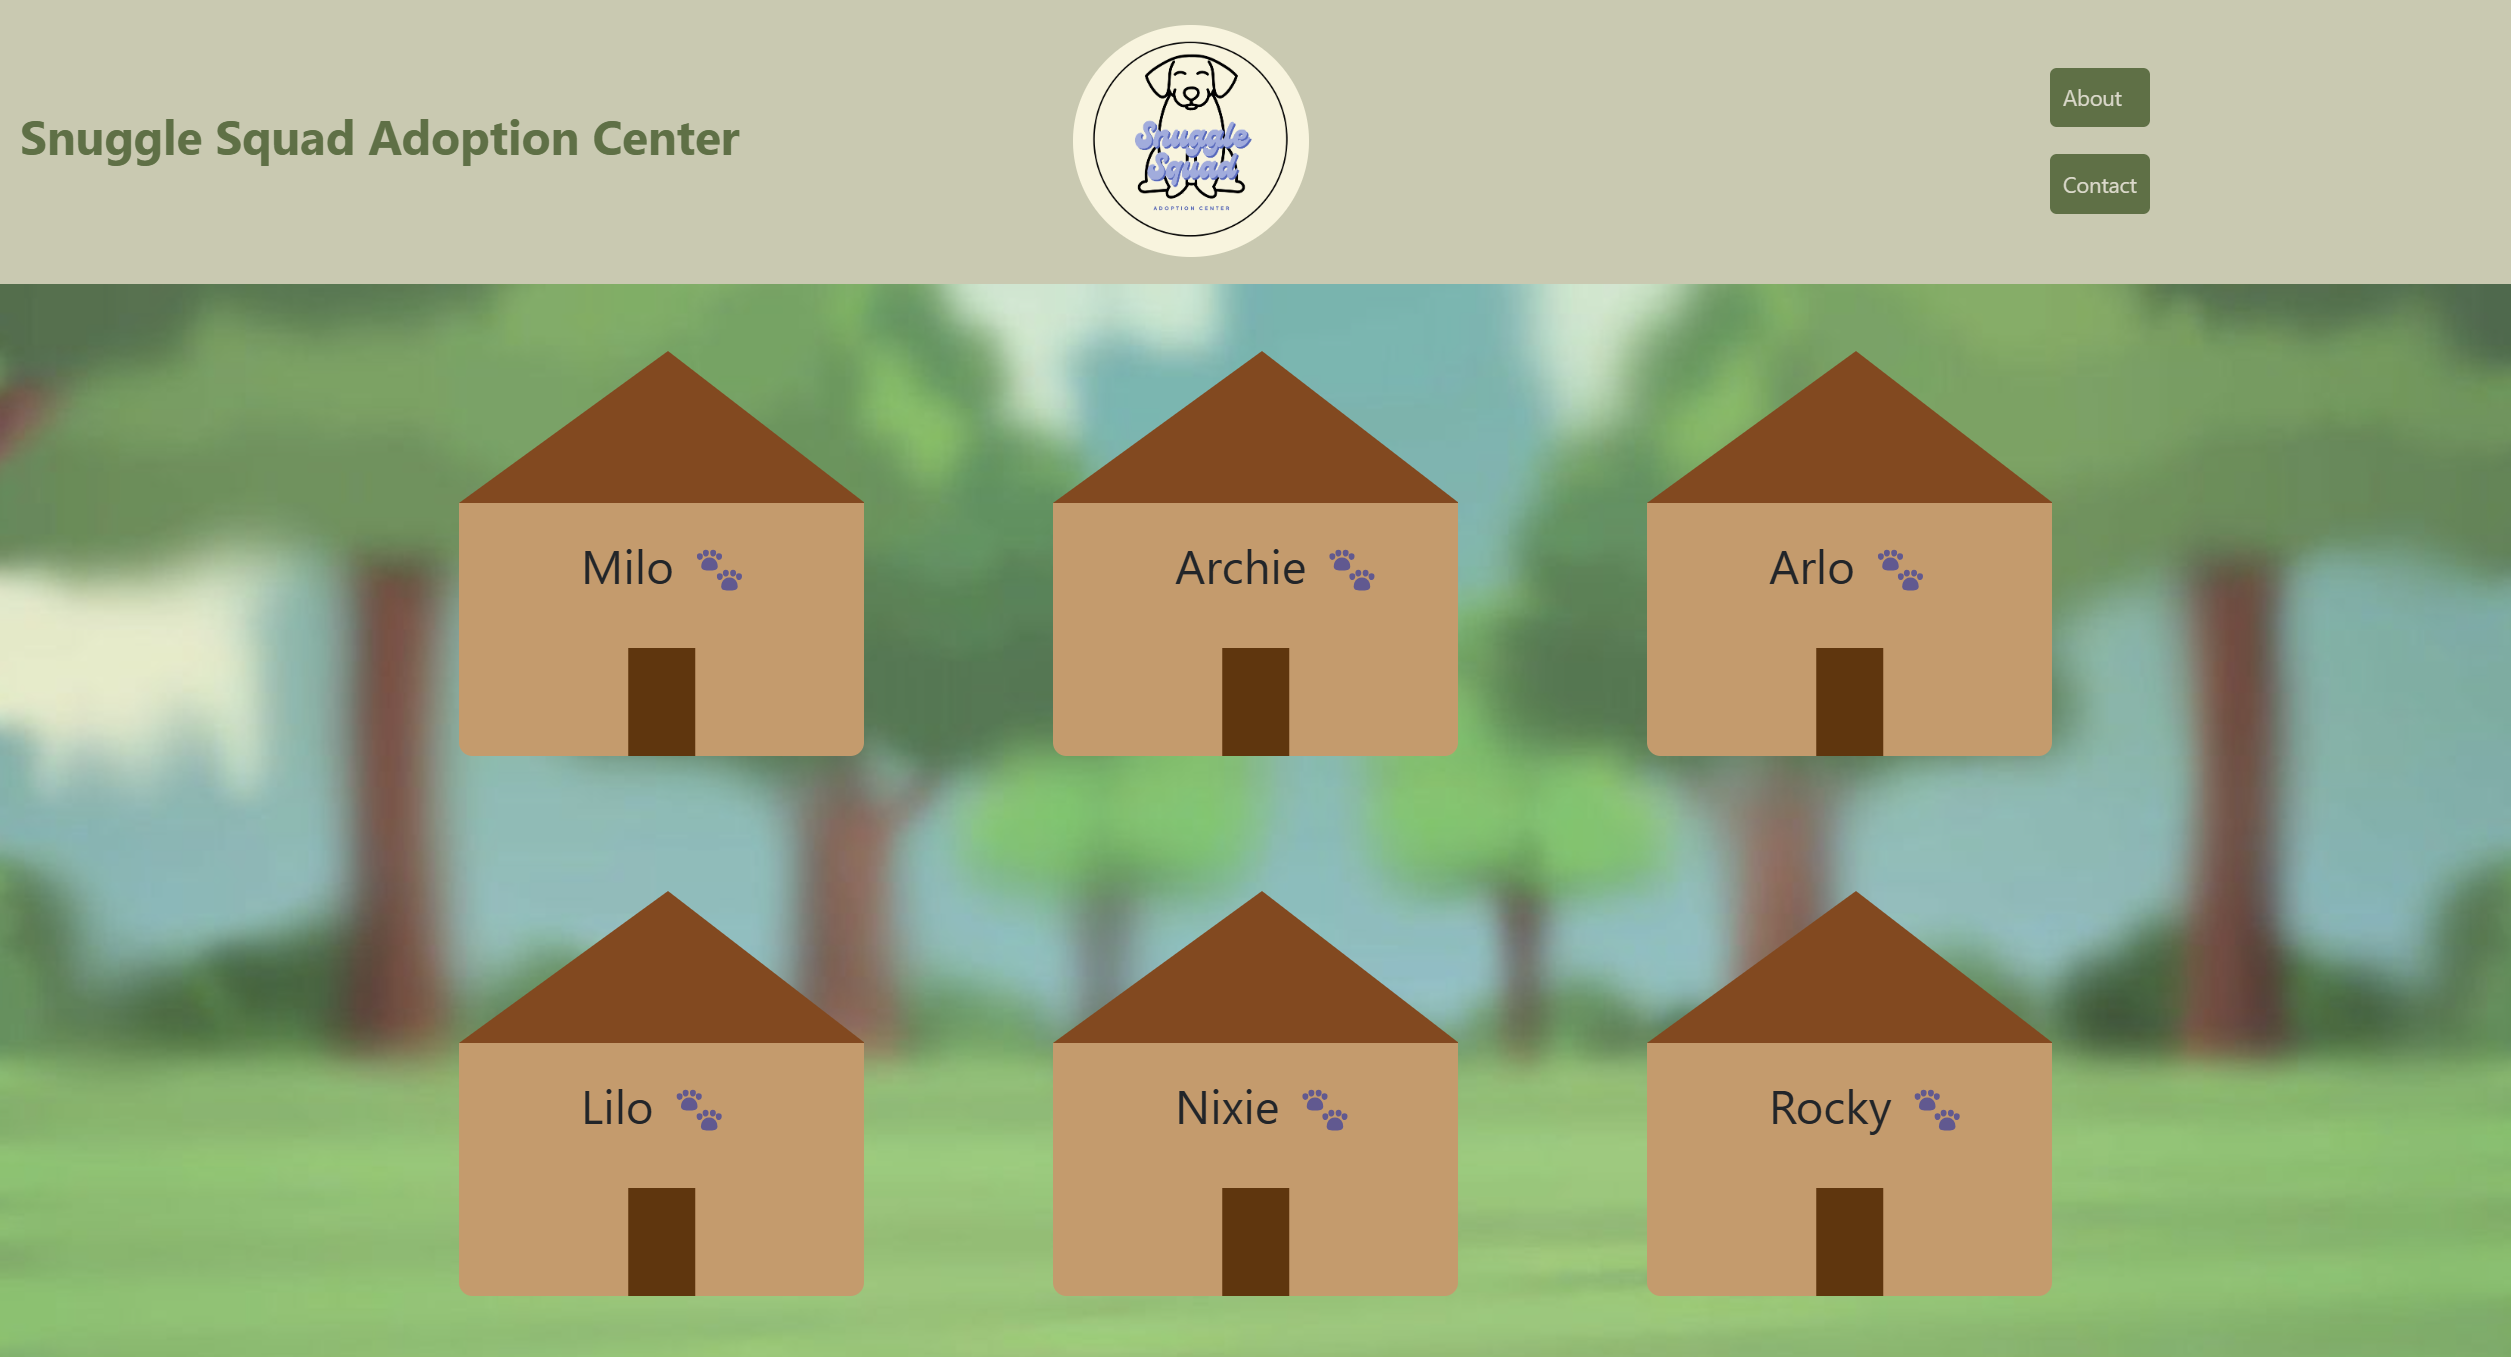 Snuggle Squad Adoption Center
Snuggle
Squad
ADOPTION CENTER
About
Contact
Milo
Archie
Arlo
Lilo
Nixie
Rocky